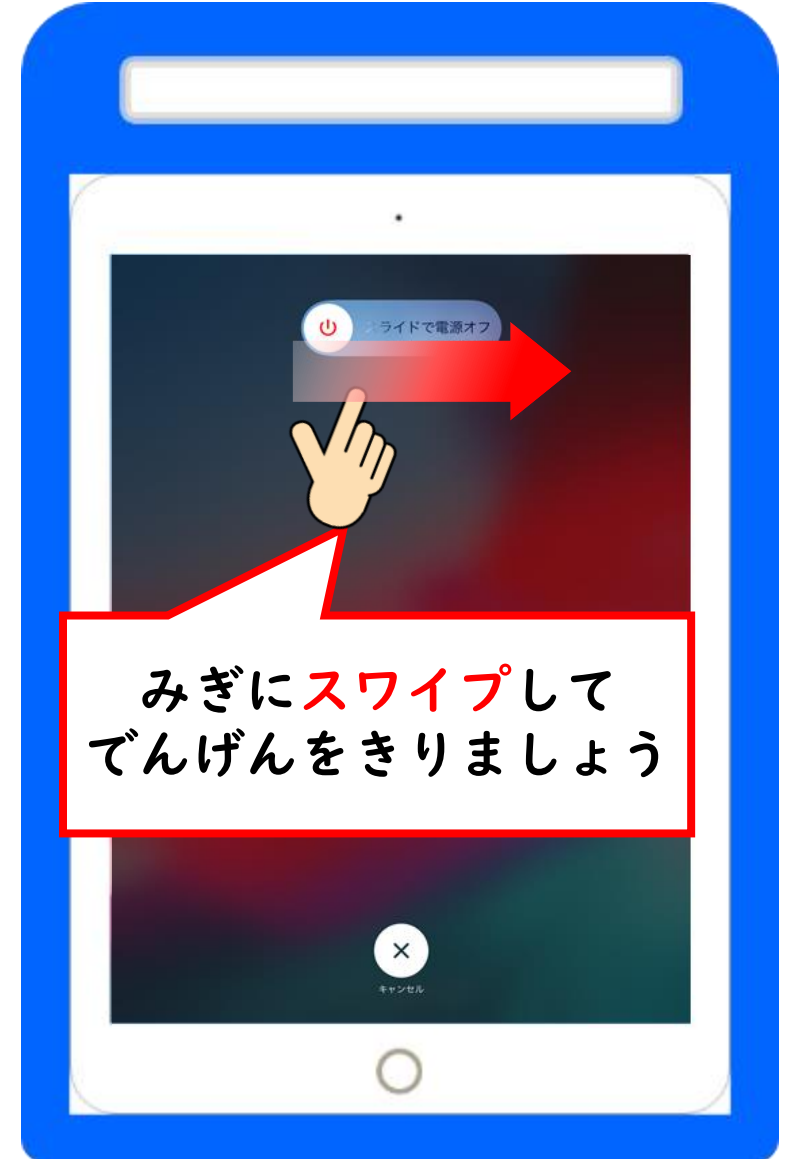 スライドで電源オフ
みぎにスワイプして
でんげんをきりましょう
キャンセル